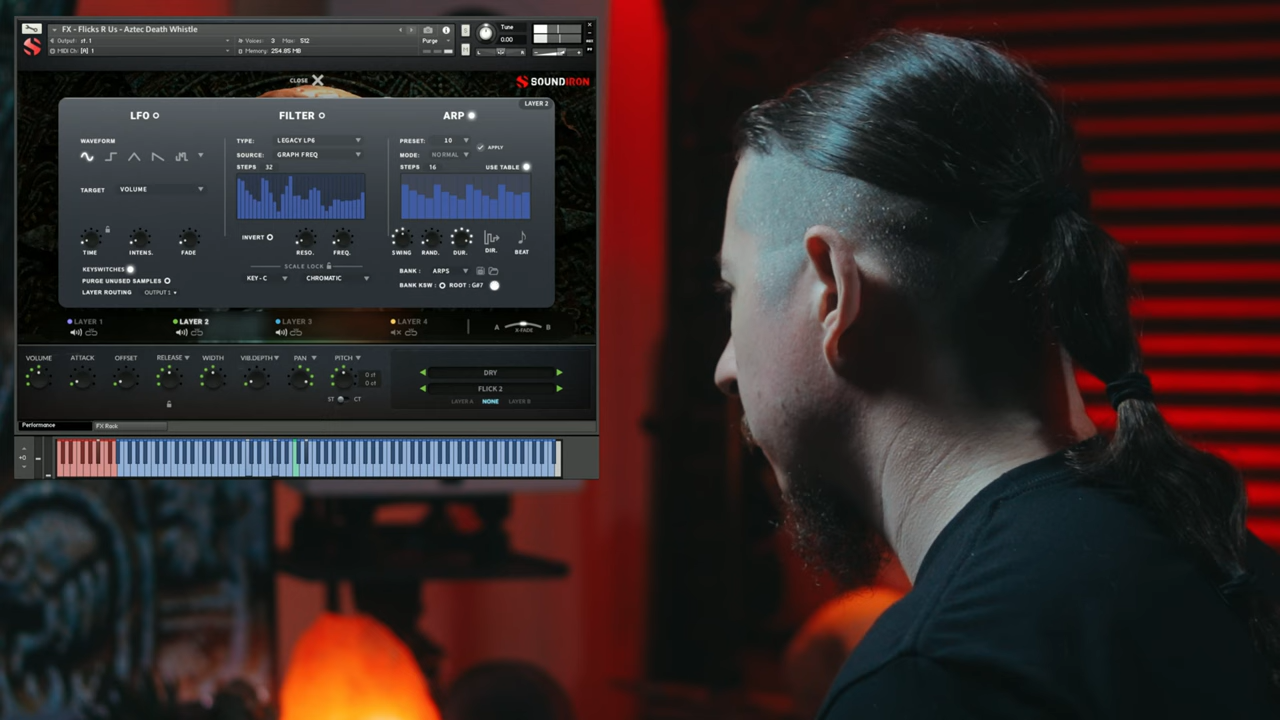 FX - Flicks R Us - Aztec Death Whistle
Output: st. 1
Voices: 3 Max: 512
Purge
MIDI Ch: [A] 1
Memory: 254.85 MB
Tune
0.00
S
M
L
R
CLOSE
SOUNDIRON
LAYER 2
LFO
FILTER
ARP
WAVEFORM
TYPE: LEGACY LP6
PRESET: 10
APPLY
SOURCE: GRAPH FREQ
MODE: NORMAL
STEPS 32
STEPS 16
USE TABLE
TARGET VOLUME
INVERT
TIME
INTENS.
FADE
RESO.
FREQ.
SWING
RAND.
DUR.
DIR.
BEAT
KEYSWITCHES
SCALE LOCK
BANK: ARPS
PURGE UNUSED SAMPLES
KEY-C
CHROMATIC
BANK KSW: ROOT: G#7
LAYER ROUTING OUTPUT 1
LAYER 1
LAYER 2
LAYER 3
LAYER 4
A
X-FADE
B
VOLUME
ATTACK
OFFSET
RELEASE
WIDTH
VIB.DEPTH
PAN
PITCH
0 st
0 ct
DRY
FLICK 2
ST
CT
LAYER A
NONE
LAYER B
Performance
FX Rack
+0